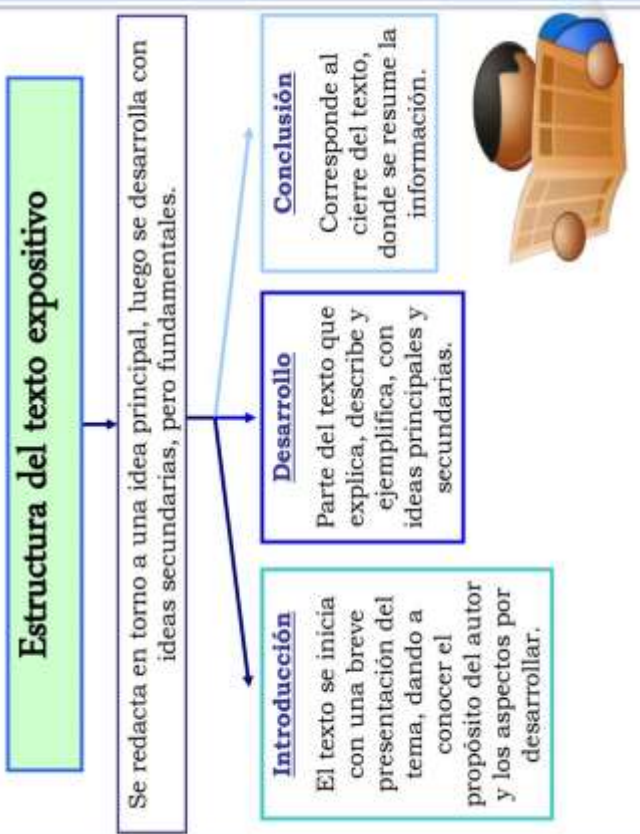 Estructura del texto expositivo
Se redacta en torno a una idea principal, luego se desarrolla con
ideas secundarias, pero fundamentales.
Introducción
El texto se inicia
con una breve
presentación del
tema, dando a
conocer el
propósito del autor
y los aspectos por
desarrollar.
Desarrollo
Parte del texto que
explica, describe y
ejemplifica, con
ideas principales y
secundarias.
Conclusión
Corresponde al
cierre del texto,
donde se resume la
información.